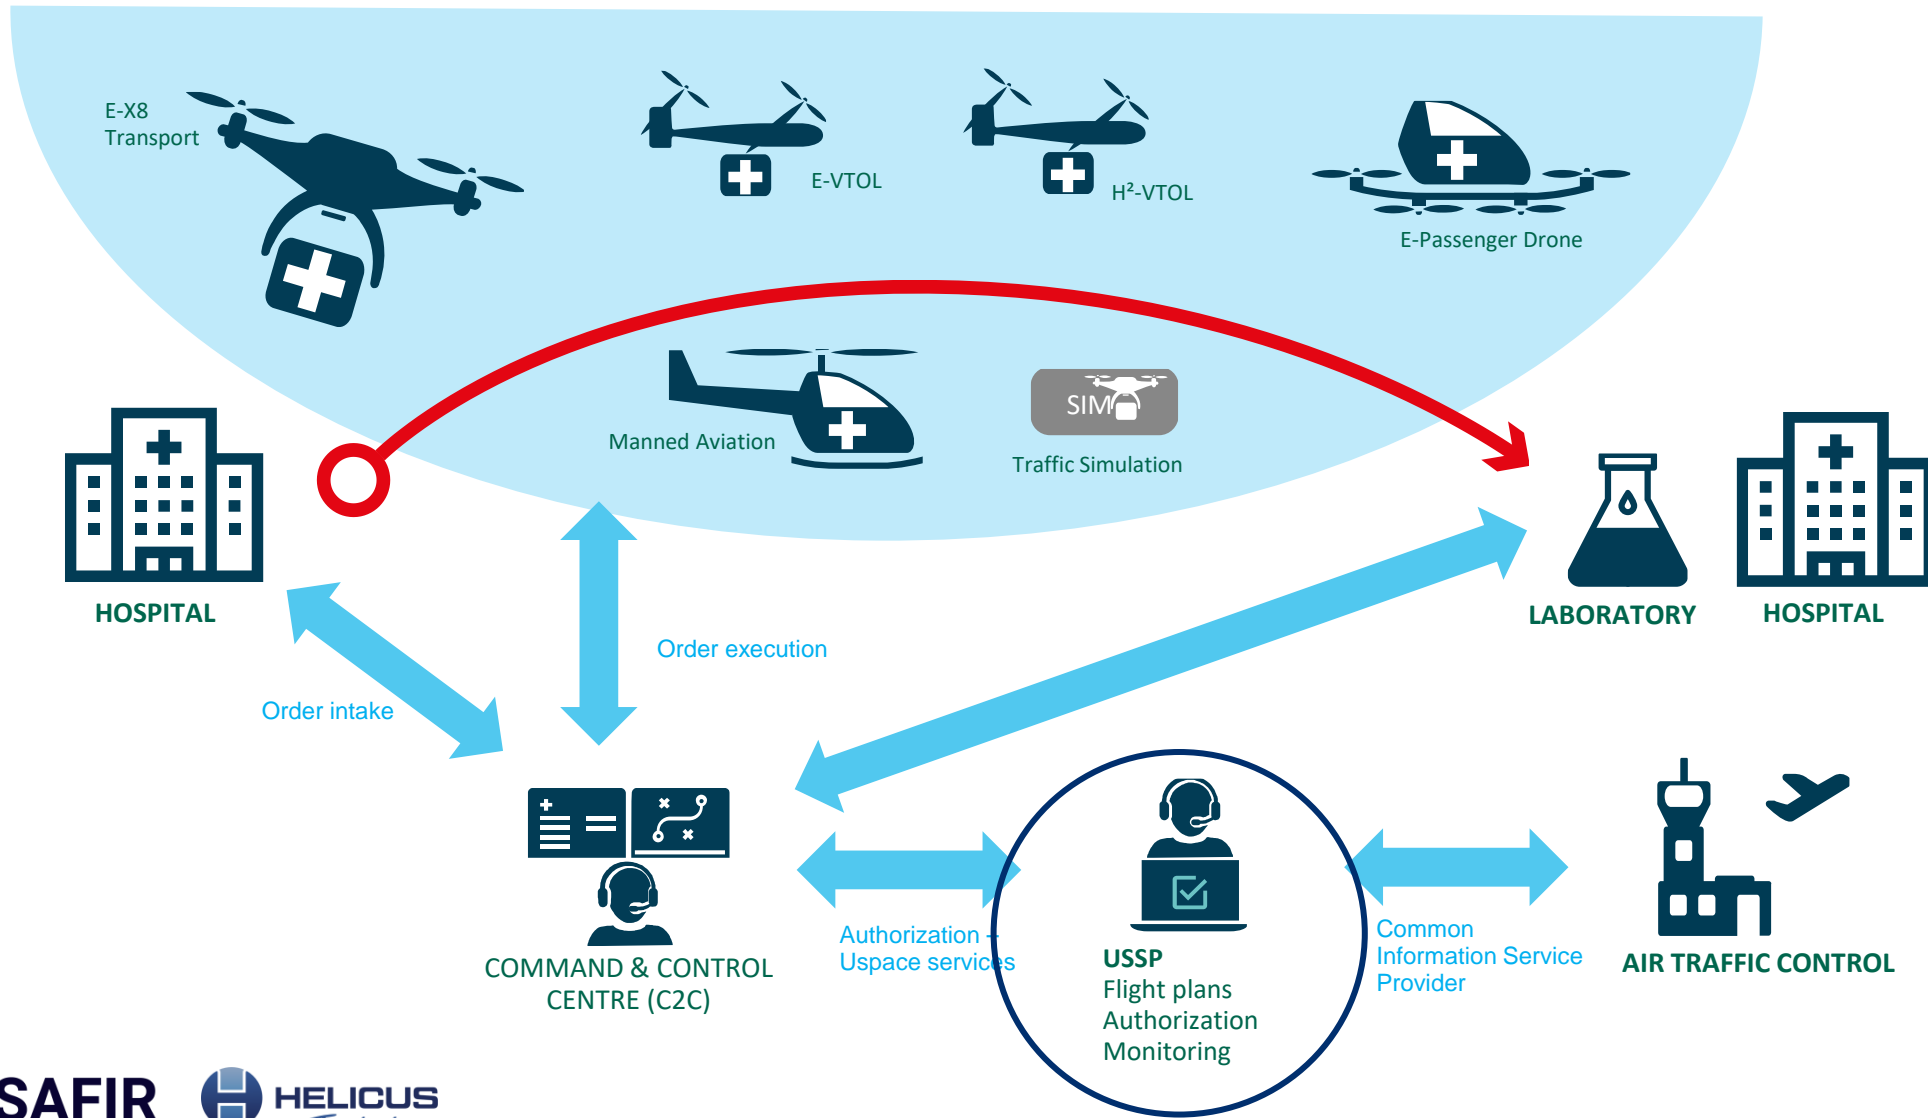 E-X8
Transport
E-VTOL
H²-VTOL
E-Passenger Drone
Manned Aviation
SIM
Traffic Simulation
HOSPITAL
LABORATORY
HOSPITAL
Order execution
Order intake
COMMAND & CONTROL
CENTRE (C2C)
Authorization –
Uspace services
USSP
Flight plans
Authorization
Monitoring
Common
Information Service
Provider
AIR TRAFFIC CONTROL
SAFIR
HELICUS